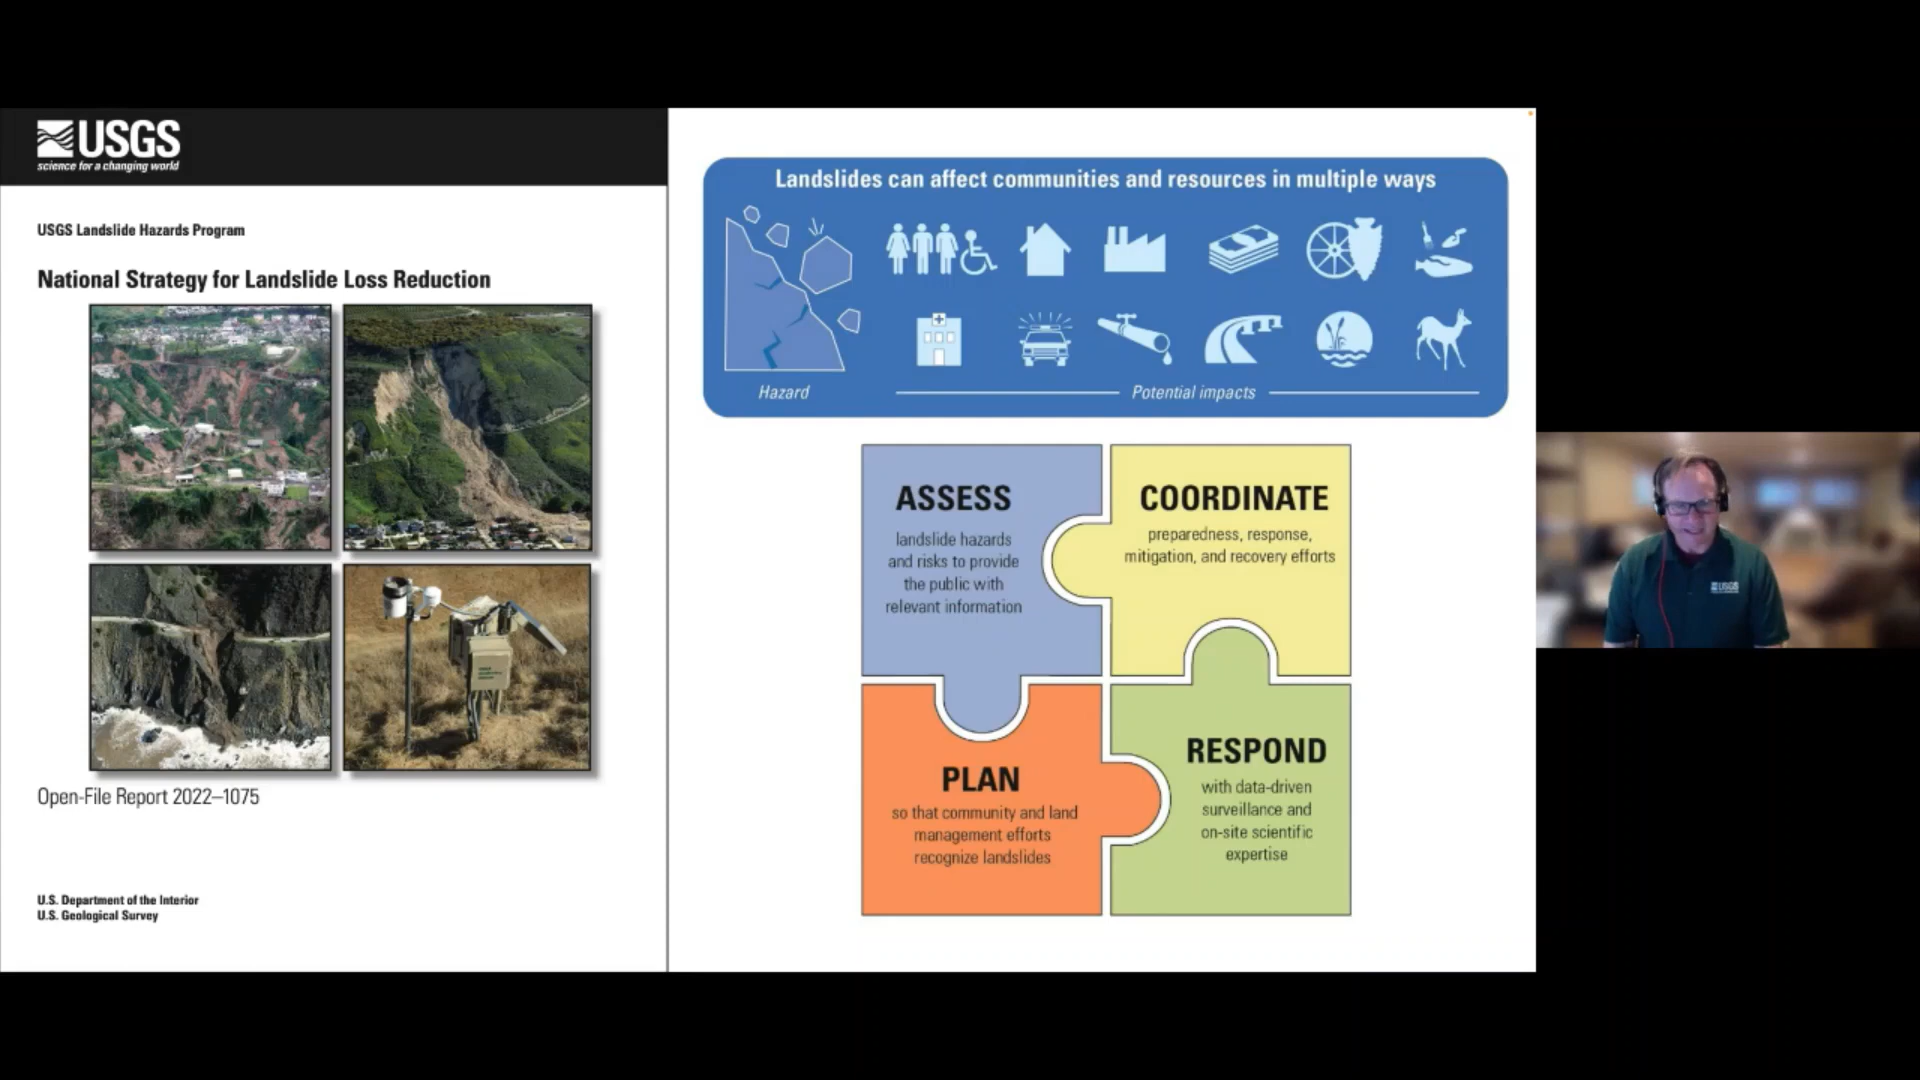 USGS
science for a changing world
USGS Landslide Hazards Program
National Strategy for Landslide Loss Reduction
Open-File Report 2022–1075
U.S. Department of the Interior
U.S. Geological Survey
Landslides can affect communities and resources in multiple ways
Hazard
Potential impacts
ASSESS
landslide hazards
and risks to provide
the public with
relevant information
COORDINATE
preparedness, response,
mitigation, and recovery efforts
PLAN
so that community and land
management efforts
recognize landslides
RESPOND
with data-driven
surveillance and
on-site scientific
expertise
USGS